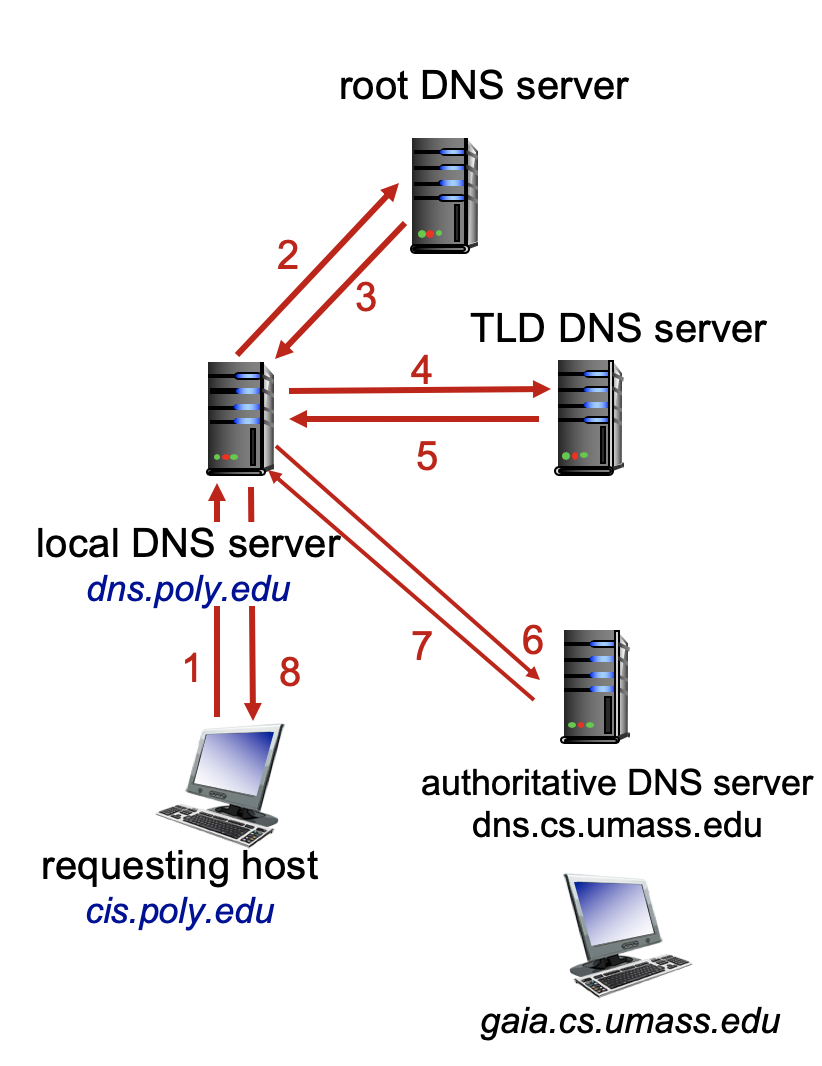 root DNS server
2
3
TLD DNS server
4
5
local DNS server
dns.poly.edu
1
8
7
6
requesting host
cis.poly.edu
authoritative DNS server
dns.cs.umass.edu
gaia.cs.umass.edu